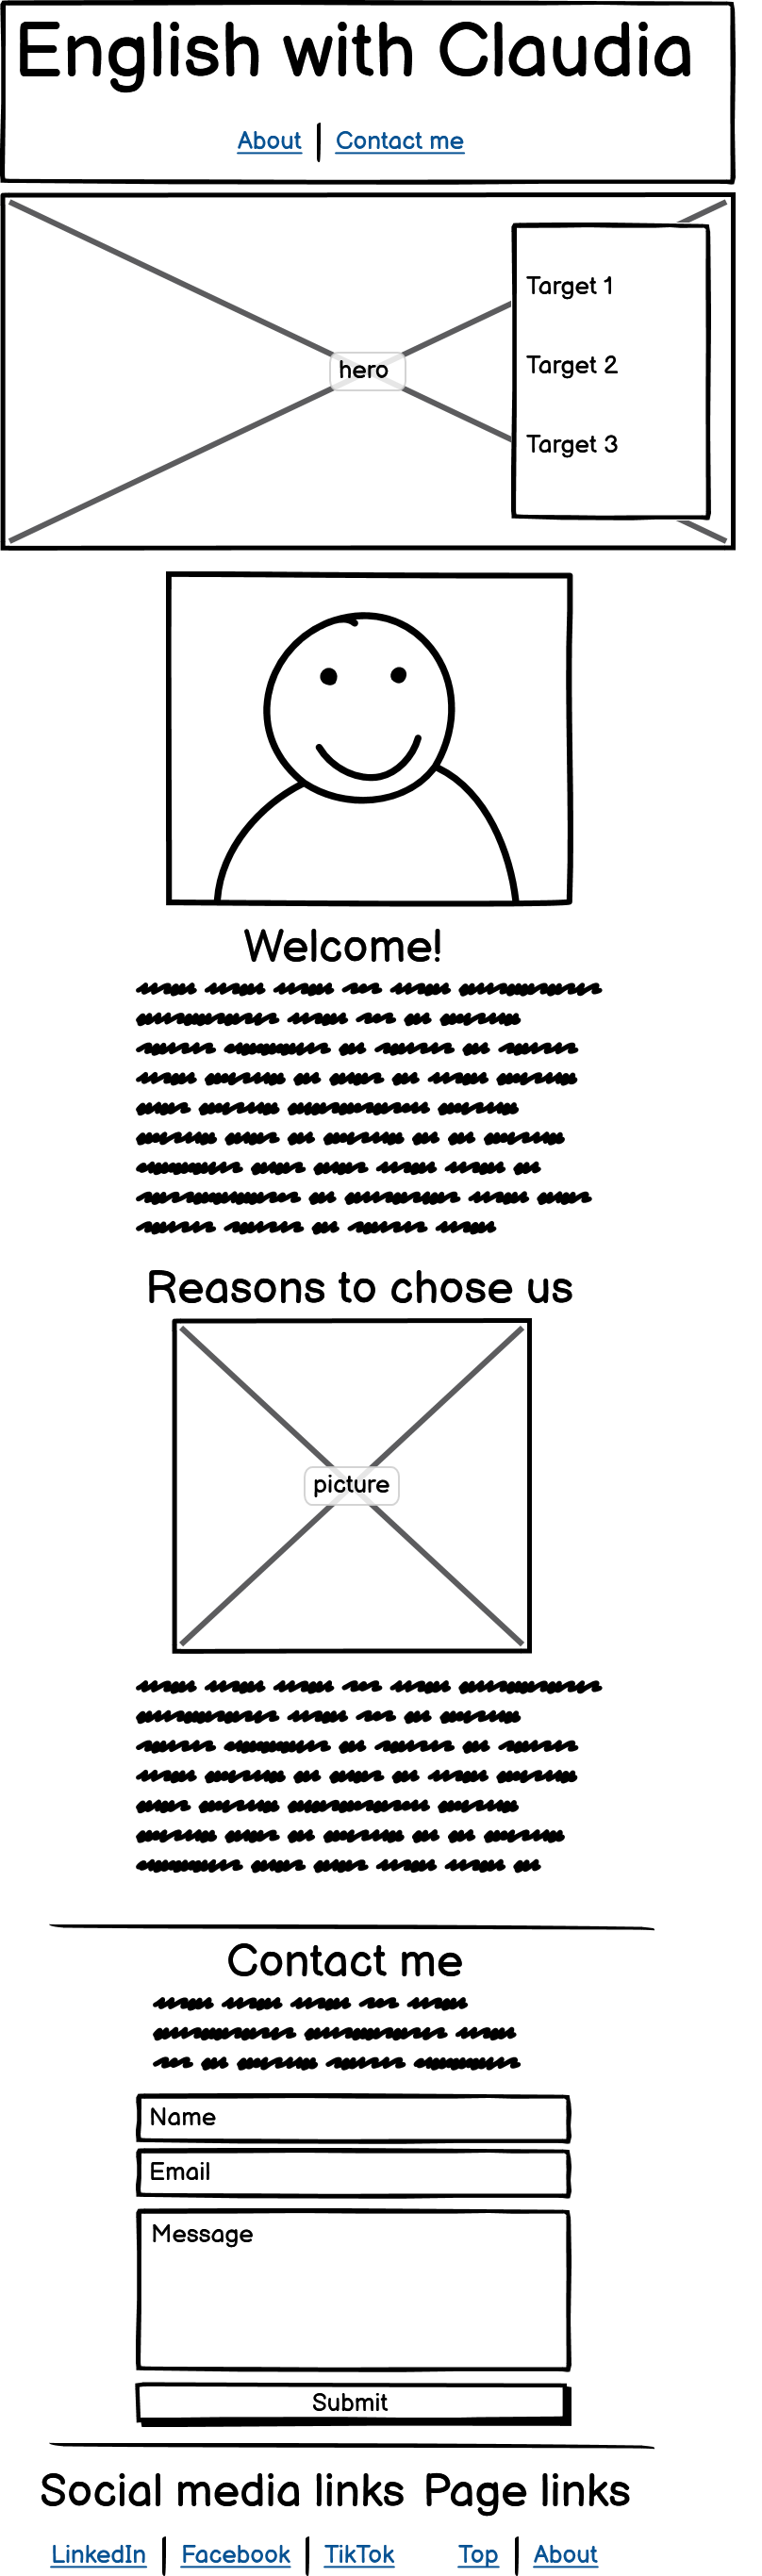 English with Claudia
About | Contact me
Target 1
Target 2
hero
Target 3
Welcome!
Reasons to chose us
picture
Contact me
Name
Email
Message
Submit
Social media links Page links
LinkedIn | Facebook | TikTok Top | About